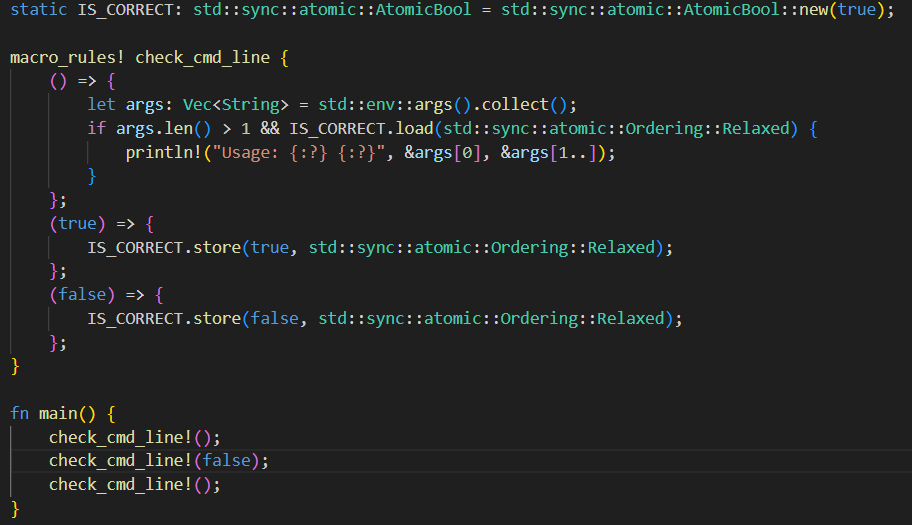 static IS_CORRECT: std::sync::atomic::AtomicBool = std::sync::atomic::AtomicBool::new(true);

macro_rules! check_cmd_line {
    () => {
        let args: Vec<String> = std::env::args().collect();
        if args.len() > 1 && IS_CORRECT.load(std::sync::atomic::Ordering::Relaxed) {
            println!("Usage: {:?} {:?}", &args[0], &args[1..]);
        }
    };
    (true) => {
        IS_CORRECT.store(true, std::sync::atomic::Ordering::Relaxed);
    };
    (false) => {
        IS_CORRECT.store(false, std::sync::atomic::Ordering::Relaxed);
    };
}

fn main() {
    check_cmd_line!();
    check_cmd_line!(false);
    check_cmd_line!();
}